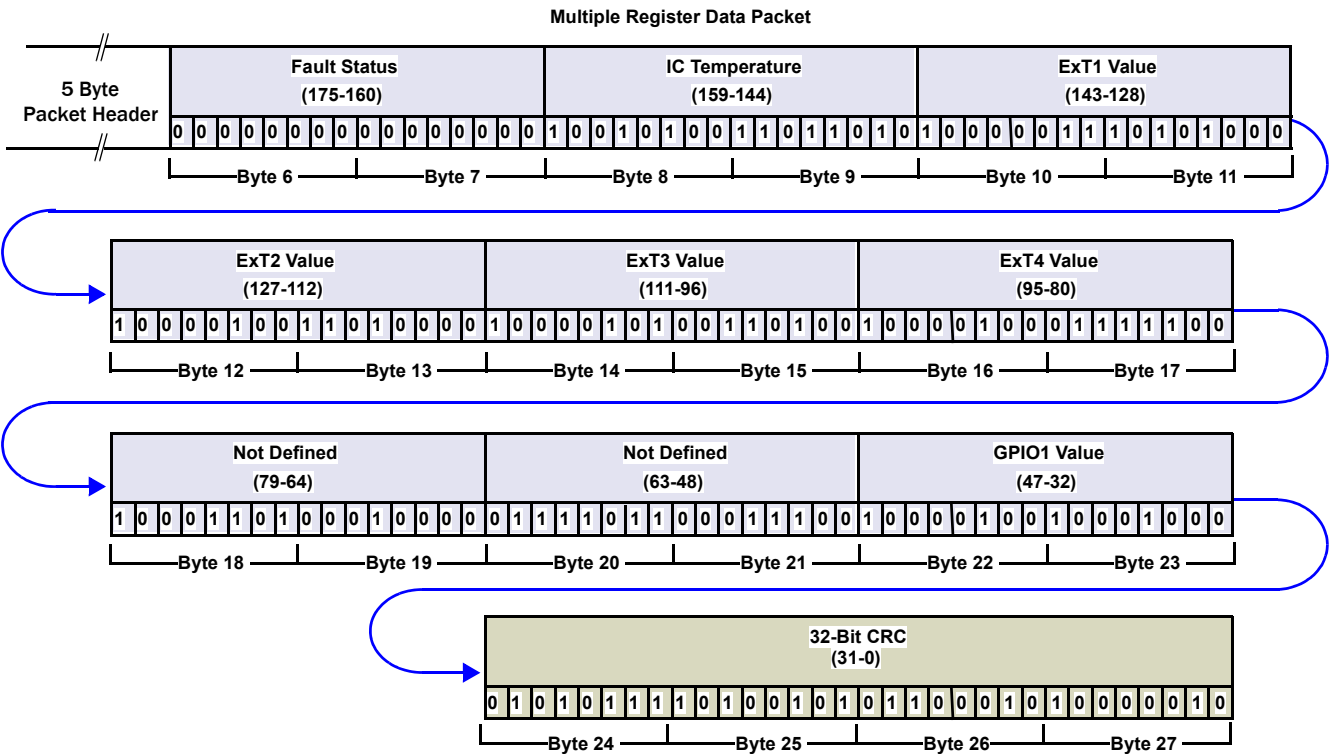 Multiple Register Data Packet
5 Byte
Packet Header
Fault Status
(175-160)
IC Temperature
(159-144)
ExT1 Value
(143-128)
0 0 0 0 0 0 0 0 0 0 0 0 0 0 0 0 1 0 0 1 0 1 0 0 1 1 0 1 1 0 1 0 1 0 0 0 0 0 1 1 1 0 1 0 1 0 0 0
Byte 6 Byte 7 Byte 8 Byte 9 Byte 10 Byte 11
ExT2 Value
(127-112)
ExT3 Value
(111-96)
ExT4 Value
(95-80)
1 0 0 0 0 1 0 0 1 1 0 1 0 0 0 0 1 0 0 0 0 1 0 1 0 0 1 1 0 1 0 0 1 0 0 0 0 1 0 0 0 1 1 1 1 1 0 0
Byte 12 Byte 13 Byte 14 Byte 15 Byte 16 Byte 17
Not Defined
(79-64)
Not Defined
(63-48)
GPIO1 Value
(47-32)
1 0 0 0 1 1 0 1 0 0 0 1 0 0 0 0 0 1 1 1 1 0 1 1 0 0 0 1 1 1 0 0 1 0 0 0 0 1 0 0 1 0 0 0 1 0 0 0
Byte 18 Byte 19 Byte 20 Byte 21 Byte 22 Byte 23
32-Bit CRC
(31-0)
0 1 0 1 0 1 1 1 1 0 1 0 0 1 0 1 0 1 1 0 0 0 1 0 1 0 0 0 0 0 1 0
Byte 24 Byte 25 Byte 26 Byte 27